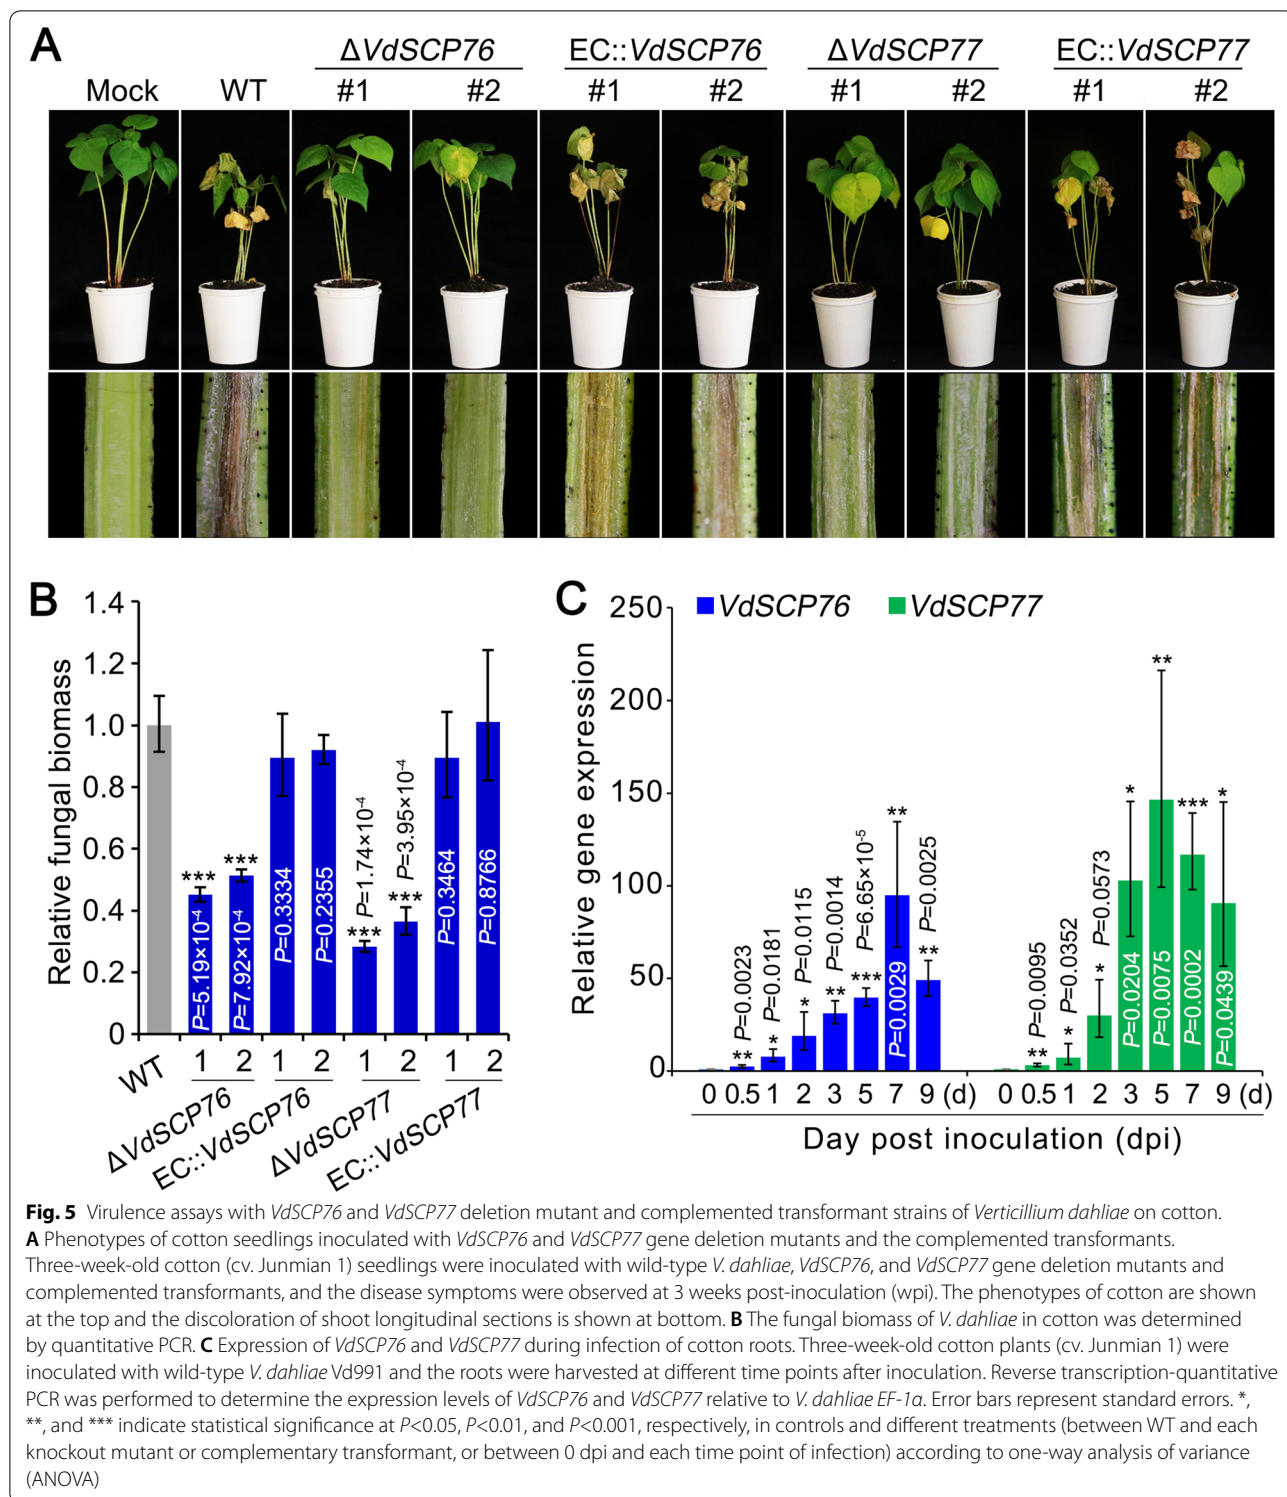 A
ΔVdSCP76 EC::VdSCP76 ΔVdSCP77 EC::VdSCP77
Mock WT #1 #2 #1 #2 #1 #2 #1 #2
B
Relative fungal biomass
1.4
1.2
1.0
0.8
0.6
0.4
0.2
0
*** P=5.19×10-4
*** P=7.92×10-4
P=0.3334
P=0.2355
*** P=1.74×10-4
*** P=3.95×10-4
P=0.3464
P=0.8766
WT 1 2 1 2 1 2 1 2
ΔVdSCP76
EC::VdSCP76
ΔVdSCP77
EC::VdSCP77
C
VdSCP76 VdSCP77
Relative gene expression
250
200
150
100
50
0
** P=0.0023
* P=0.0181
* P=0.0115
** P=0.0014
*** P=6.65×10-5
** P=0.0029
** P=0.0025
** P=0.0095
* P=0.0352
* P=0.0573
* P=0.0204
** P=0.0075
*** P=0.0002
* P=0.0439
0 0.5 1 2 3 5 7 9 (d) 0 0.5 1 2 3 5 7 9 (d)
Day post inoculation (dpi)
Fig. 5 Virulence assays with VdSCP76 and VdSCP77 deletion mutant and complemented transformant strains of Verticillium dahliae on cotton.
A Phenotypes of cotton seedlings inoculated with VdSCP76 and VdSCP77 gene deletion mutants and the complemented transformants.
Three-week-old cotton (cv. Junmian 1) seedlings were inoculated with wild-type V. dahliae, VdSCP76, and VdSCP77 gene deletion mutants and
complemented transformants, and the disease symptoms were observed at 3 weeks post-inoculation (wpi). The phenotypes of cotton are shown
at the top and the discoloration of shoot longitudinal sections is shown at bottom. B The fungal biomass of V. dahliae in cotton was determined
by quantitative PCR. C Expression of VdSCP76 and VdSCP77 during infection of cotton roots. Three-week-old cotton plants (cv. Junmian 1) were
inoculated with wild-type V. dahliae Vd991 and the roots were harvested at different time points after inoculation. Reverse transcription-quantitative
PCR was performed to determine the expression levels of VdSCP76 and VdSCP77 relative to V. dahliae EF-1α. Error bars represent standard errors. *,
**, and *** indicate statistical significance at P<0.05, P<0.01, and P<0.001, respectively, in controls and different treatments (between WT and each
knockout mutant or complementary transformant, or between 0 dpi and each time point of infection) according to one-way analysis of variance
(ANOVA)